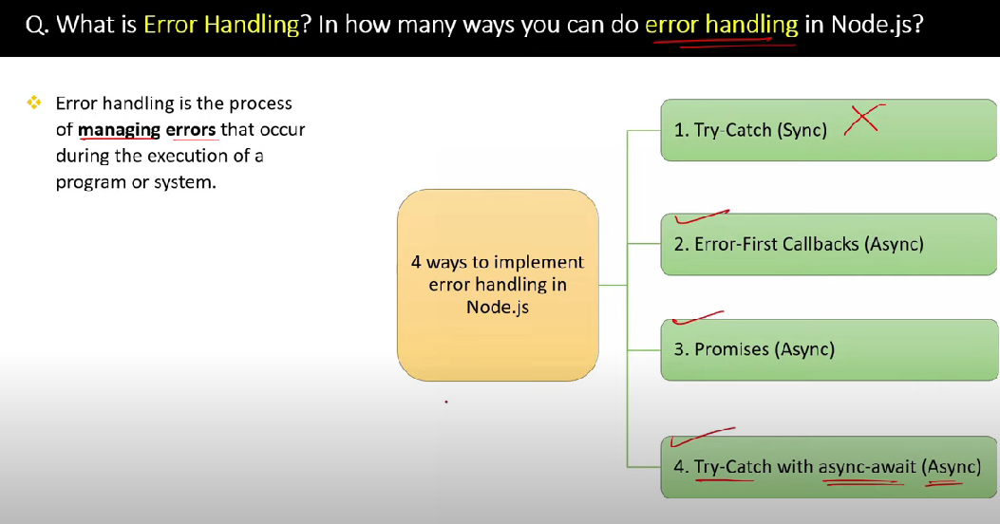 Q. What is Error Handling? In how many ways you can do error handling in Node.js?
Error handling is the process
of managing errors that occur
during the execution of a
program or system.
4 ways to implement
error handling in
Node.js
1. Try-Catch (Sync)
2. Error-First Callbacks (Async)
3. Promises (Async)
4. Try-Catch with async-await (Async)